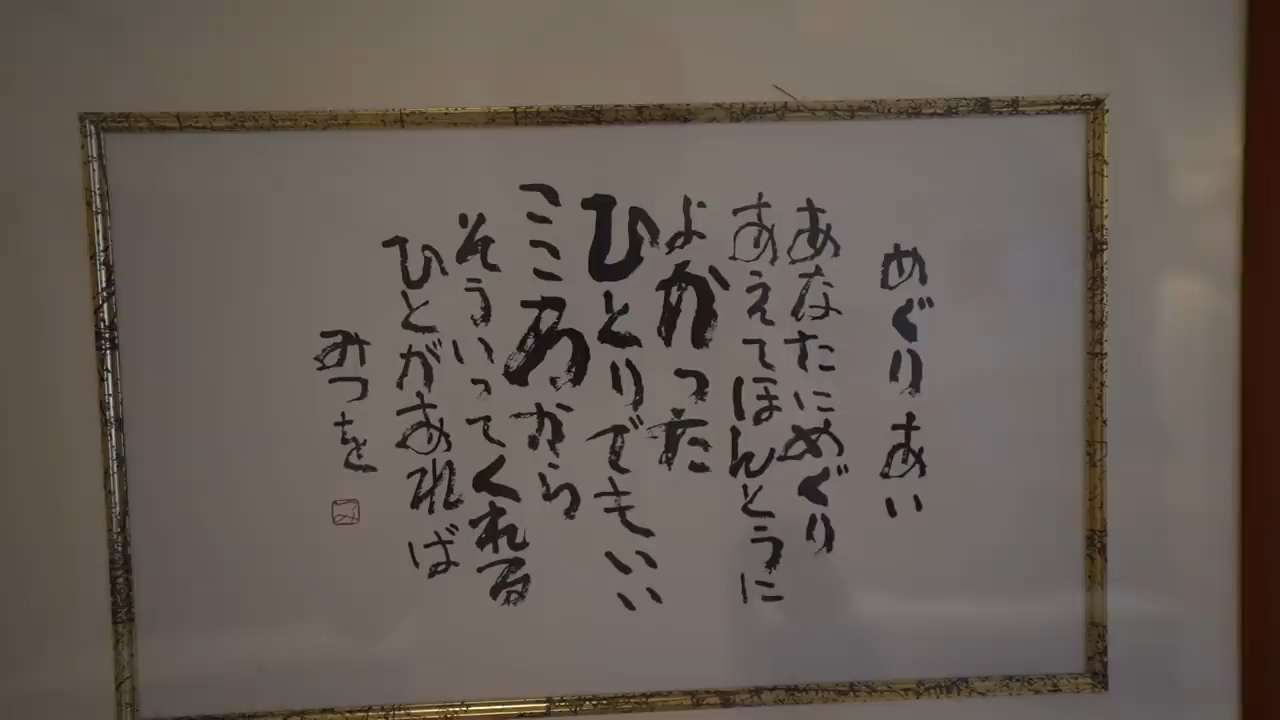 めぐりあい
あなたにめぐり
あえてほんとうに
よかった
ひとりでもいい
こころから
そういってくれる
ひとがあれば
みつを